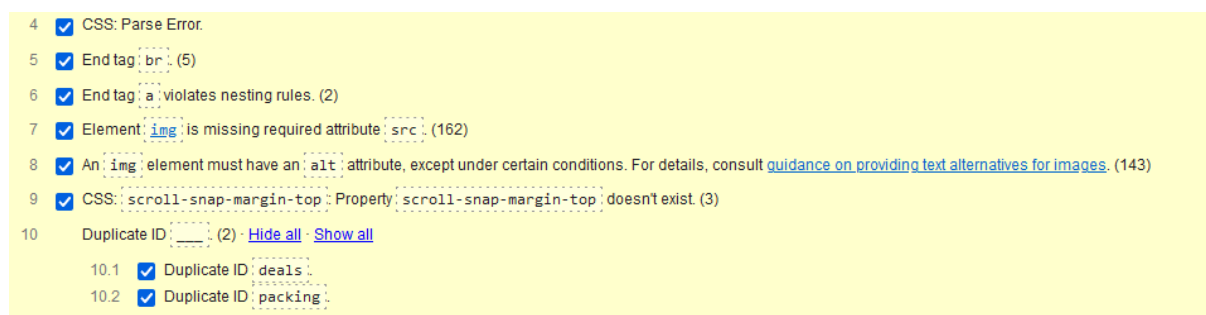 4 CSS: Parse Error.
5 End tag br. (5)
6 End tag a violates nesting rules. (2)
7 Element img is missing required attribute src. (162)
8 An img element must have an alt attribute, except under certain conditions. For details, consult guidance on providing text alternatives for images. (143)
9 CSS: scroll-snap-margin-top: Property scroll-snap-margin-top doesn't exist. (3)
10 Duplicate ID ___. (2) · Hide all · Show all
10.1 Duplicate ID deals.
10.2 Duplicate ID packing.